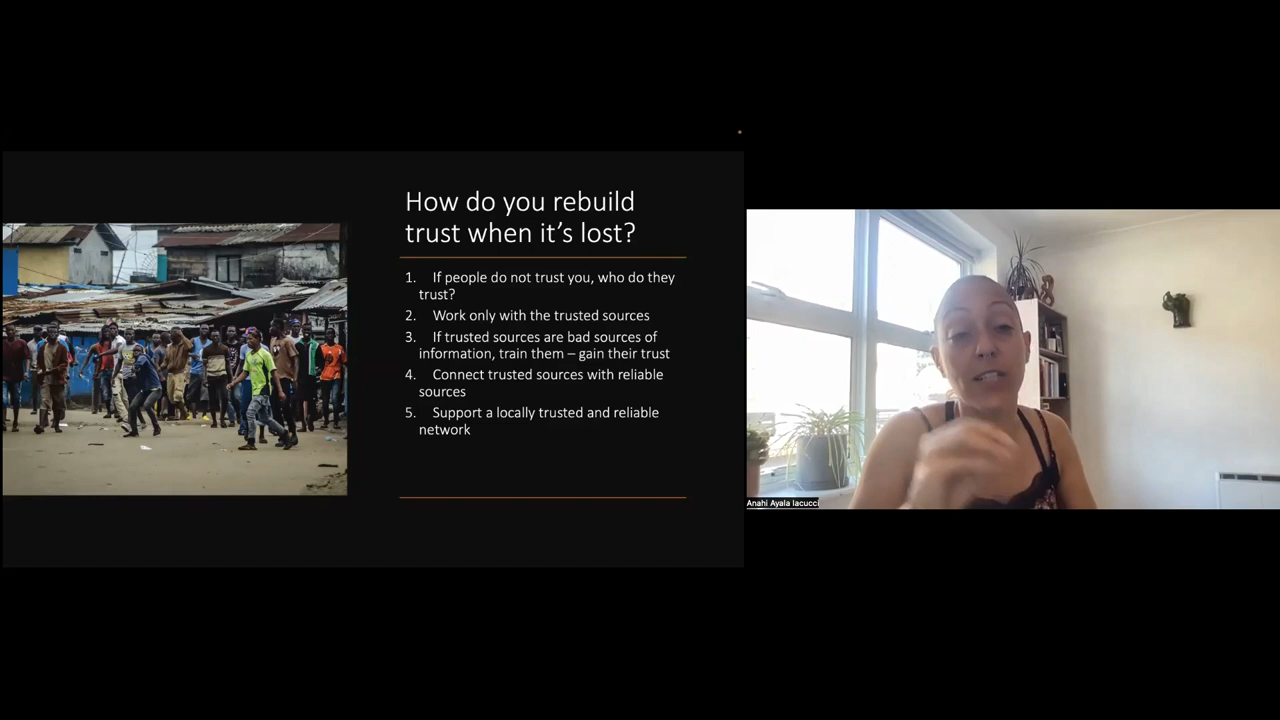 How do you rebuild
trust when it's lost?
1. If people do not trust you, who do they
trust?
2. Work only with the trusted sources
3. If trusted sources are bad sources of
information, train them – gain their trust
4. Connect trusted sources with reliable
sources
5. Support a locally trusted and reliable
network
Anahi Ayala Iacucci